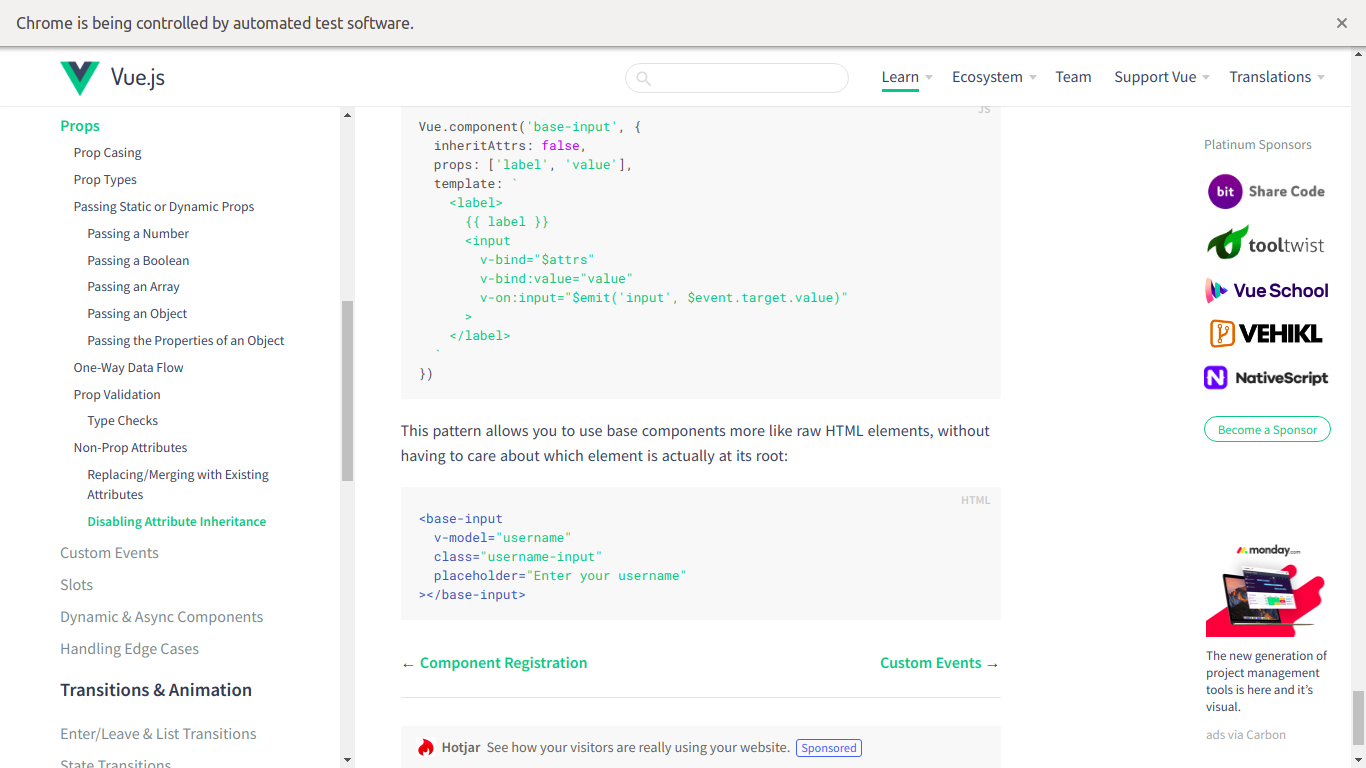 Chrome is being controlled by automated test software.
Vue.js
Learn
Ecosystem
Team
Support Vue
Translations
Props
Prop Casing
Prop Types
Passing Static or Dynamic Props
Passing a Number
Passing a Boolean
Passing an Array
Passing an Object
Passing the Properties of an Object
One-Way Data Flow
Prop Validation
Type Checks
Non-Prop Attributes
Replacing/Merging with Existing
Attributes
Disabling Attribute Inheritance
Custom Events
Slots
Dynamic & Async Components
Handling Edge Cases
Transitions & Animation
Enter/Leave & List Transitions
State Transitions
JS
Vue.component('base-input', {
inheritAttrs: false,
props: ['label', 'value'],
template: `
<label>
{{ label }}
<input
v-bind="$attrs"
v-bind:value="value"
v-on:input="$emit('input', $event.target.value)"
>
</label>
`
})
This pattern allows you to use base components more like raw HTML elements, without
having to care about which element is actually at its root:
HTML
<base-input
v-model="username"
class="username-input"
placeholder="Enter your username"
></base-input>
← Component Registration
Custom Events →
Hotjar See how your visitors are really using your website. Sponsored
Platinum Sponsors
bit Share Code
tooltwist
Vue School
VEHIKL
NativeScript
Become a Sponsor
monday.com
The new generation of
project management
tools is here and it's
visual.
ads via Carbon